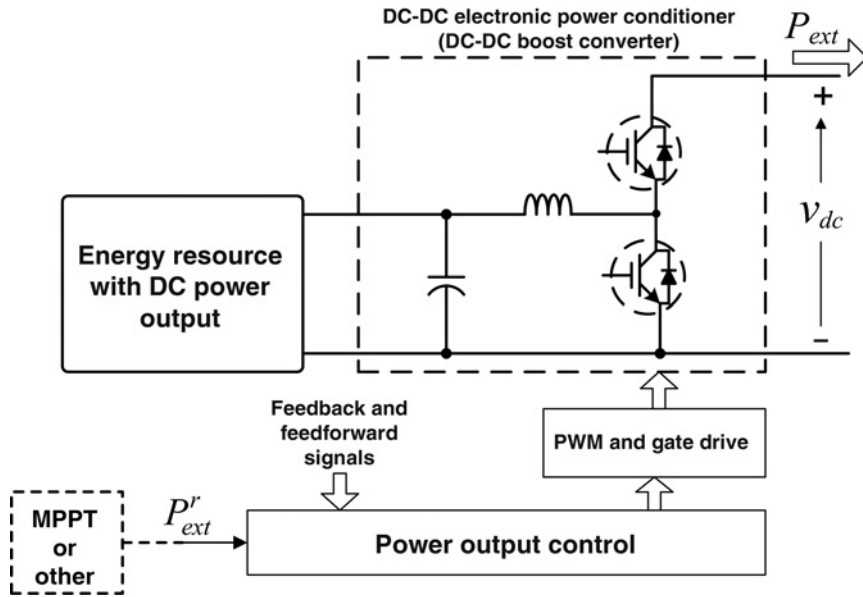 DC-DC electronic power conditioner
(DC-DC boost converter)
P_ext
+
Energy resource
with DC power
output
v_dc
-
Feedback and
feedforward
signals
PWM and gate drive
MPPT
or
other
P^r_ext
Power output control